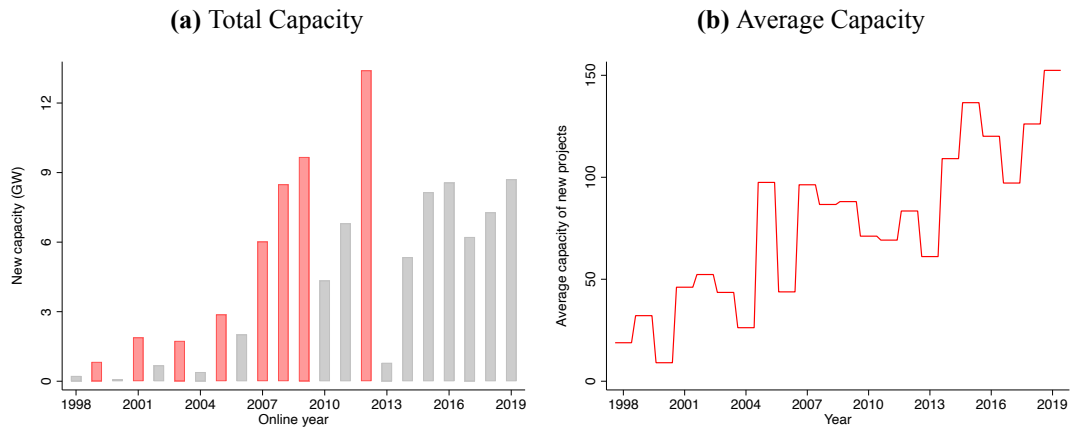 (a) Total Capacity
New capacity (GW)
12
9
6
3
0
1998 2001 2004 2007 2010 2013 2016 2019
Online year
(b) Average Capacity
Average capacity of new projects
150
100
50
0
1998 2001 2004 2007 2010 2013 2016 2019
Year